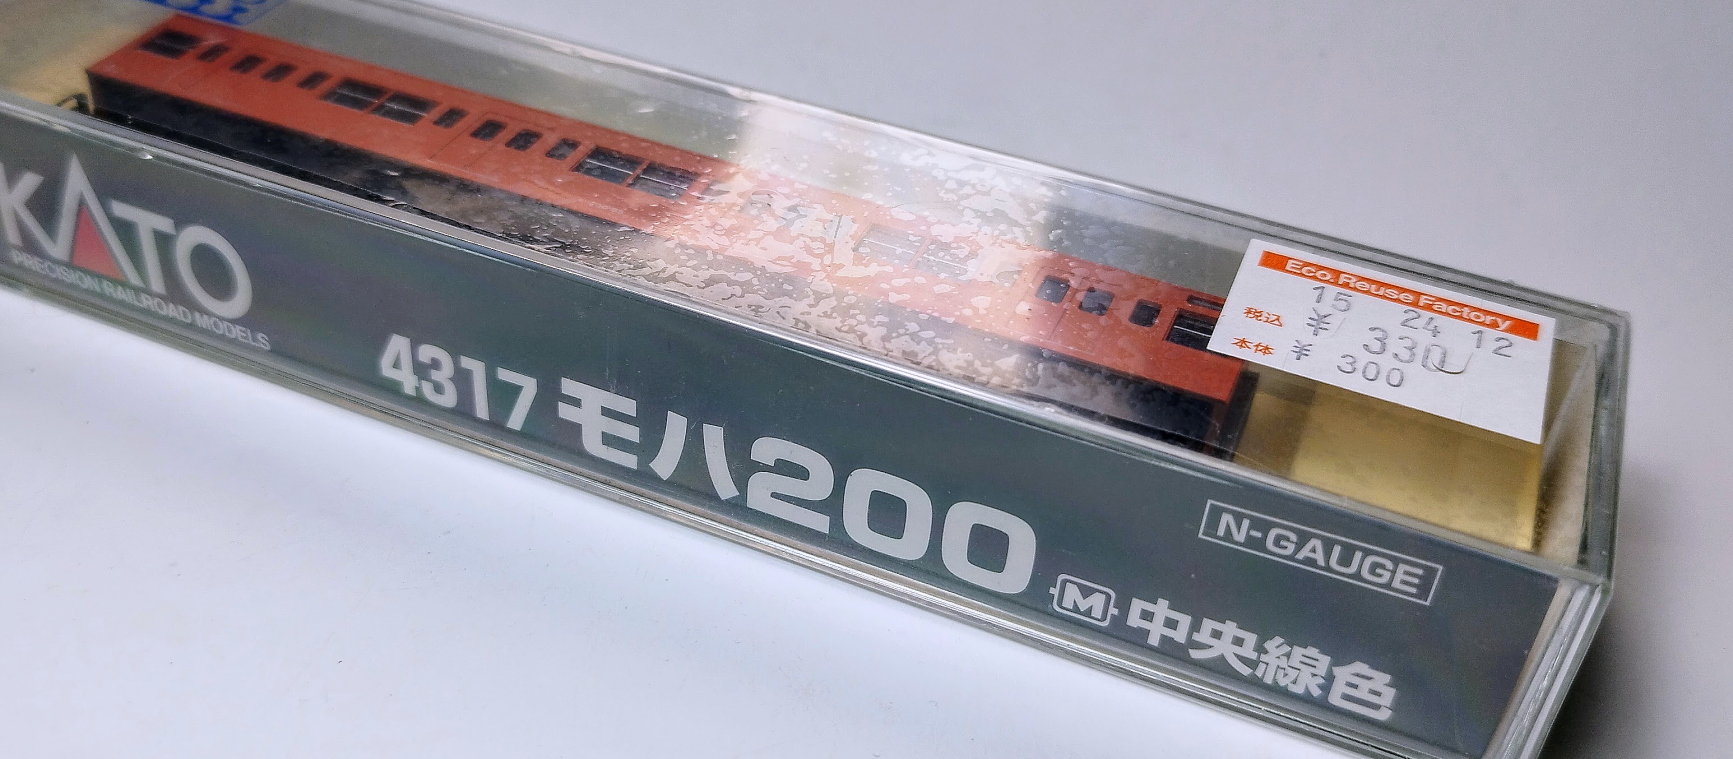 KATO
PRECISION RAILROAD MODELS
4317 モハ200
M 中央線色
N-GAUGE
Eco Reuse Factory
15 24 12
税込 ¥ 330
本体 ¥ 300